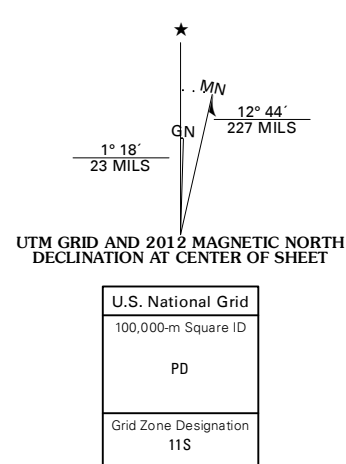 ★
MN
12° 44´
227 MILS
GN
1° 18´
23 MILS
UTM GRID AND 2012 MAGNETIC NORTH
DECLINATION AT CENTER OF SHEET
U.S. National Grid
100,000-m Square ID
PD
Grid Zone Designation
11S